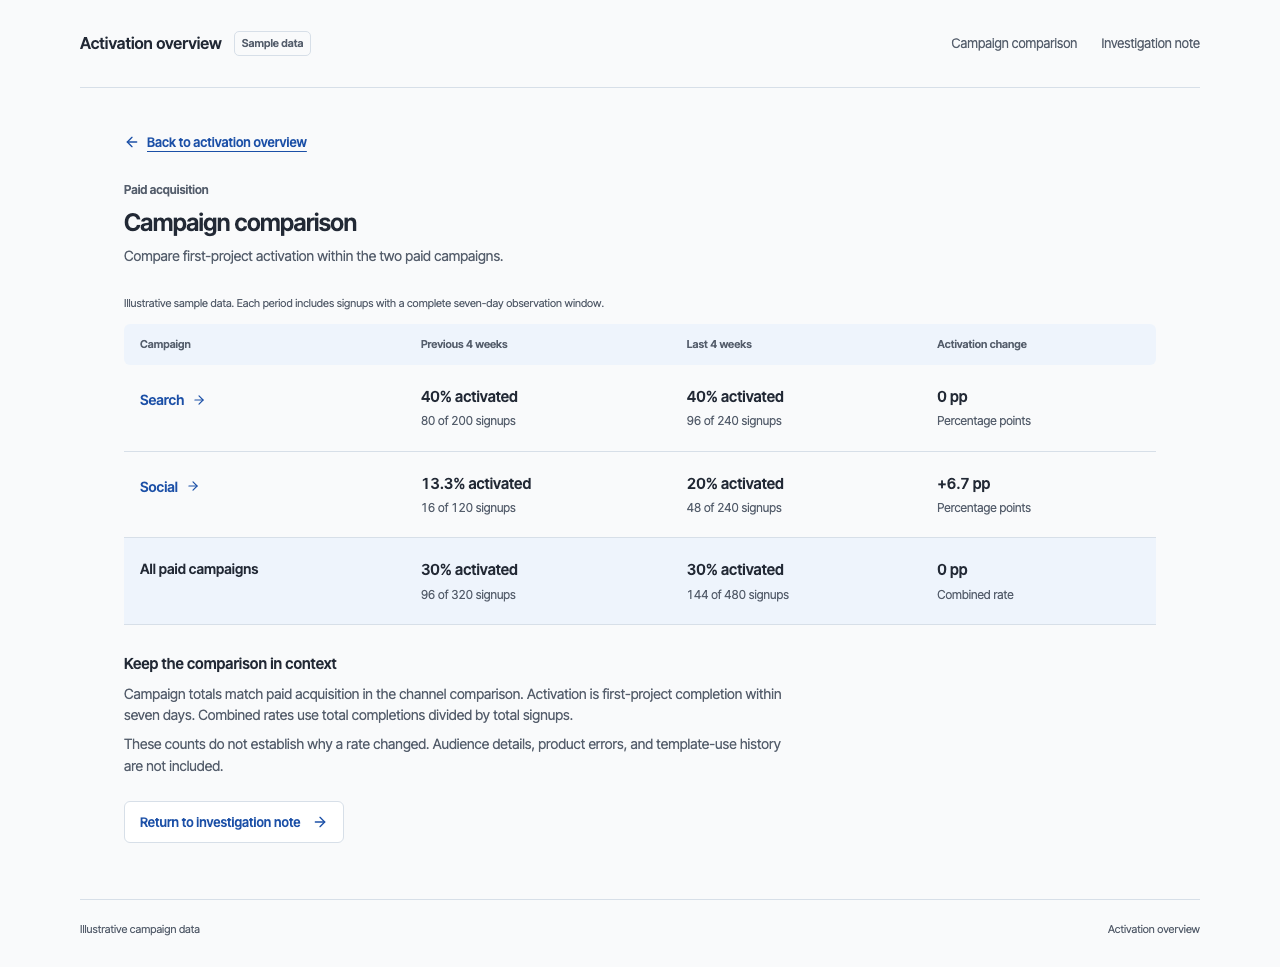 Activation overview
Sample data
Campaign comparison
Investigation note
Back to activation overview
Paid acquisition
Campaign comparison
Compare first-project activation within the two paid campaigns.
Illustrative sample data. Each period includes signups with a complete seven-day observation window.
Campaign
Previous 4 weeks
Last 4 weeks
Activation change
Search
40% activated
80 of 200 signups
40% activated
96 of 240 signups
0 pp
Percentage points
Social
13.3% activated
16 of 120 signups
20% activated
48 of 240 signups
+6.7 pp
Percentage points
All paid campaigns
30% activated
96 of 320 signups
30% activated
144 of 480 signups
0 pp
Combined rate
Keep the comparison in context
Campaign totals match paid acquisition in the channel comparison. Activation is first-project completion within
seven days. Combined rates use total completions divided by total signups.
These counts do not establish why a rate changed. Audience details, product errors, and template-use history
are not included.
Return to investigation note
Illustrative campaign data
Activation overview